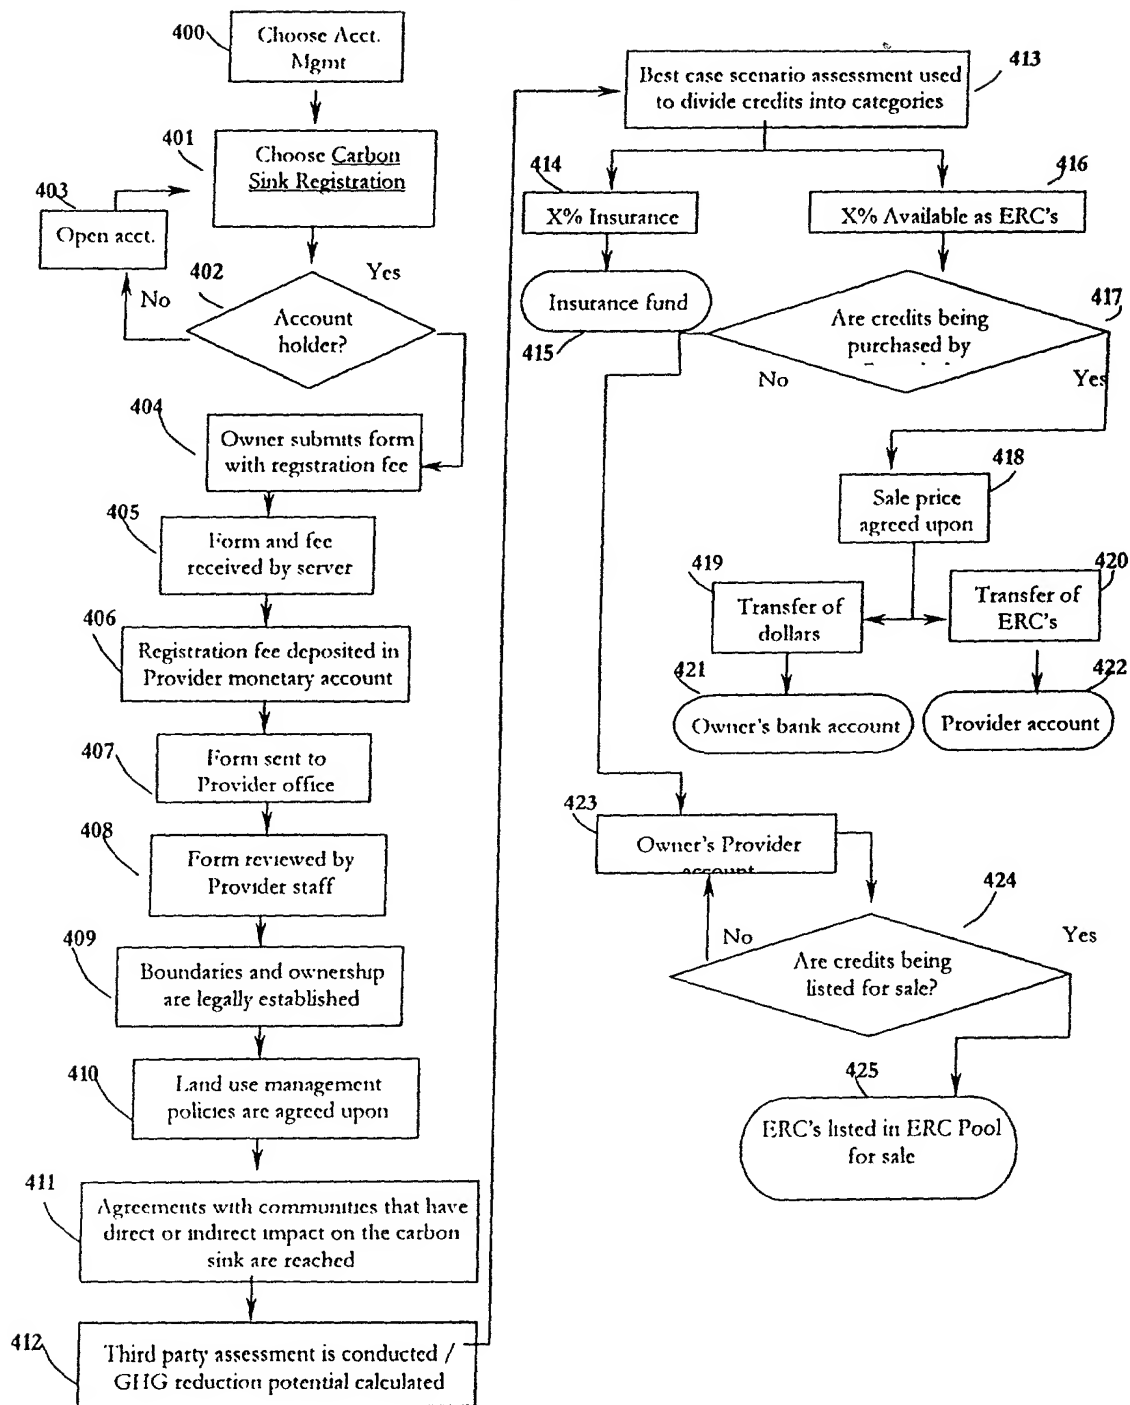 400
Choose Acct.
Mgmt
401
Choose Carbon
Sink Registration
403
Open acct.
402
Yes
No
Account
holder?
404
Owner submits form
with registration fee
405
Form and fee
received by server
406
Registration fee deposited in
Provider monetary account
407
Form sent to
Provider office
408
Form reviewed by
Provider staff
409
Boundaries and ownership
are legally established
410
Land use management
policies are agreed upon
411
Agreements with communities that have
direct or indirect impact on the carbon
sink are reached
412
Third party assessment is conducted /
GHG reduction potential calculated
413
Best case scenario assessment used
to divide credits into categories
414
X% Insurance
416
X% Available as ERC's
Insurance fund
415
417
Are credits being
purchased by
No
Yes
418
Sale price
agreed upon
419
Transfer of
dollars
420
Transfer of
ERC's
421
Owner's bank account
422
Provider account
423
Owner's Provider
account
424
No
Yes
Are credits being
listed for sale?
425
ERC's listed in ERC Pool
for sale